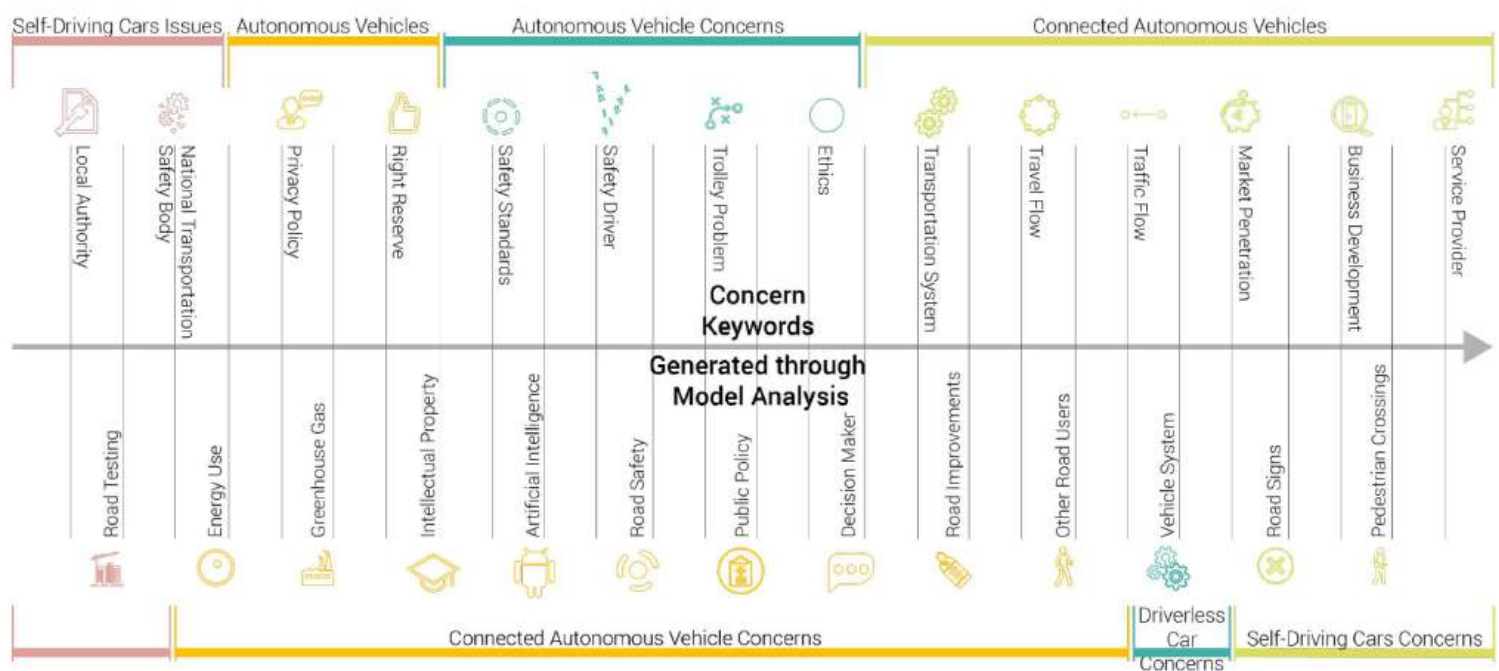 Self-Driving Cars Issues
Autonomous Vehicles
Autonomous Vehicle Concerns
Connected Autonomous Vehicles
Local Authority
National Transportation
Safety Body
Privacy Policy
Right Reserve
Safety Standards
Safety Driver
Trolley Problem
Ethics
Transportation System
Travel Flow
Traffic Flow
Market Penetration
Business Development
Service Provider
Concern
Keywords
Generated through
Model Analysis
Road Testing
Energy Use
Greenhouse Gas
Intellectual Property
Artificial Intelligence
Road Safety
Public Policy
Decision Maker
Road Improvements
Other Road Users
Vehicle System
Road Signs
Pedestrian Crossings
Connected Autonomous Vehicle Concerns
Driverless
Car
Concerns
Self-Driving Cars Concerns